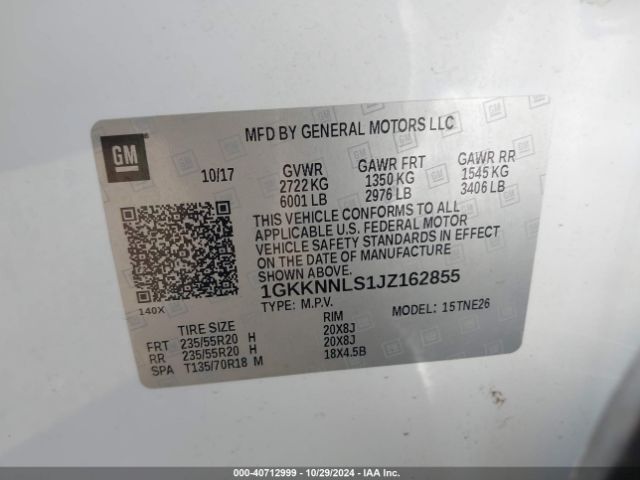 GM
MFD BY GENERAL MOTORS LLC
10/17
GVWR
2722 KG
6001 LB
GAWR FRT
1350 KG
2976 LB
GAWR RR
1545 KG
3406 LB
THIS VEHICLE CONFORMS TO ALL
APPLICABLE U.S. FEDERAL MOTOR
VEHICLE SAFETY STANDARDS IN EFFECT
ON THE DATE OF MANUFACTURE
SHOWN ABOVE.
1GKKNNLS1JZ162855
TYPE: M.P.V.
MODEL: 15TNE26
140X
TIRE SIZE RIM
FRT 235/55R20 H 20X8J
RR 235/55R20 H 20X8J
SPA T135/70R18 M 18X4.5B
000-40712999 • 10/29/2024 - IAA Inc.